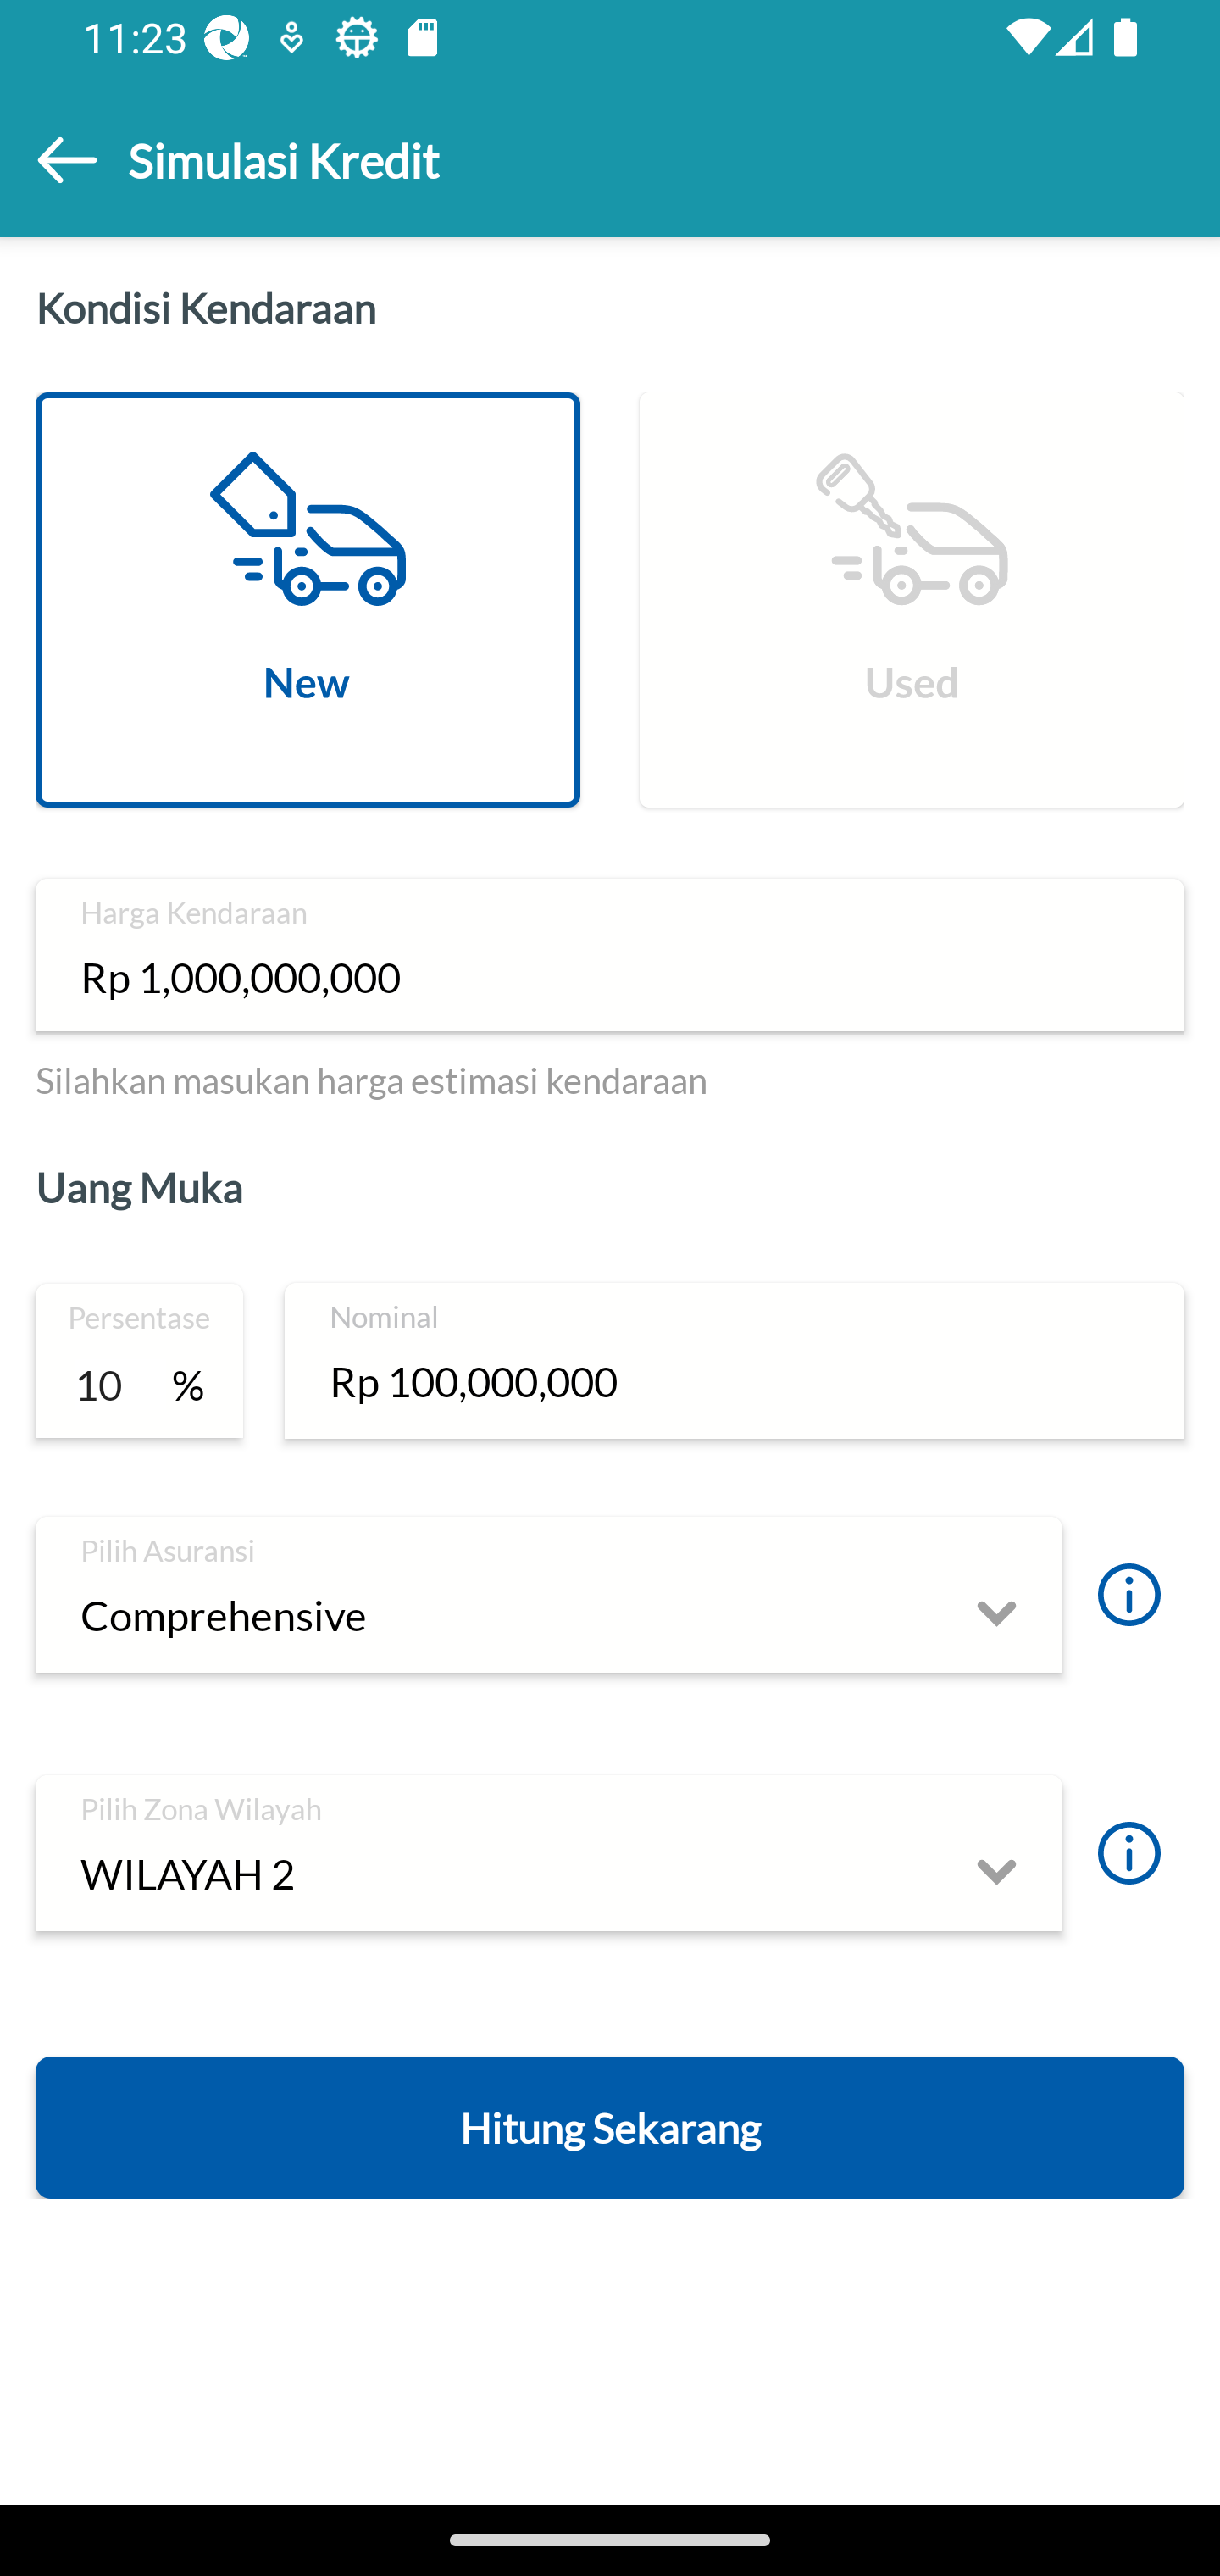 11:23
Simulasi Kredit
Kondisi Kendaraan
New
Used
Harga Kendaraan
Rp 1,000,000,000
Silahkan masukan harga estimasi kendaraan
Uang Muka
Persentase
10 %
Nominal
Rp 100,000,000
Pilih Asuransi
Comprehensive
Pilih Zona Wilayah
WILAYAH 2
Hitung Sekarang